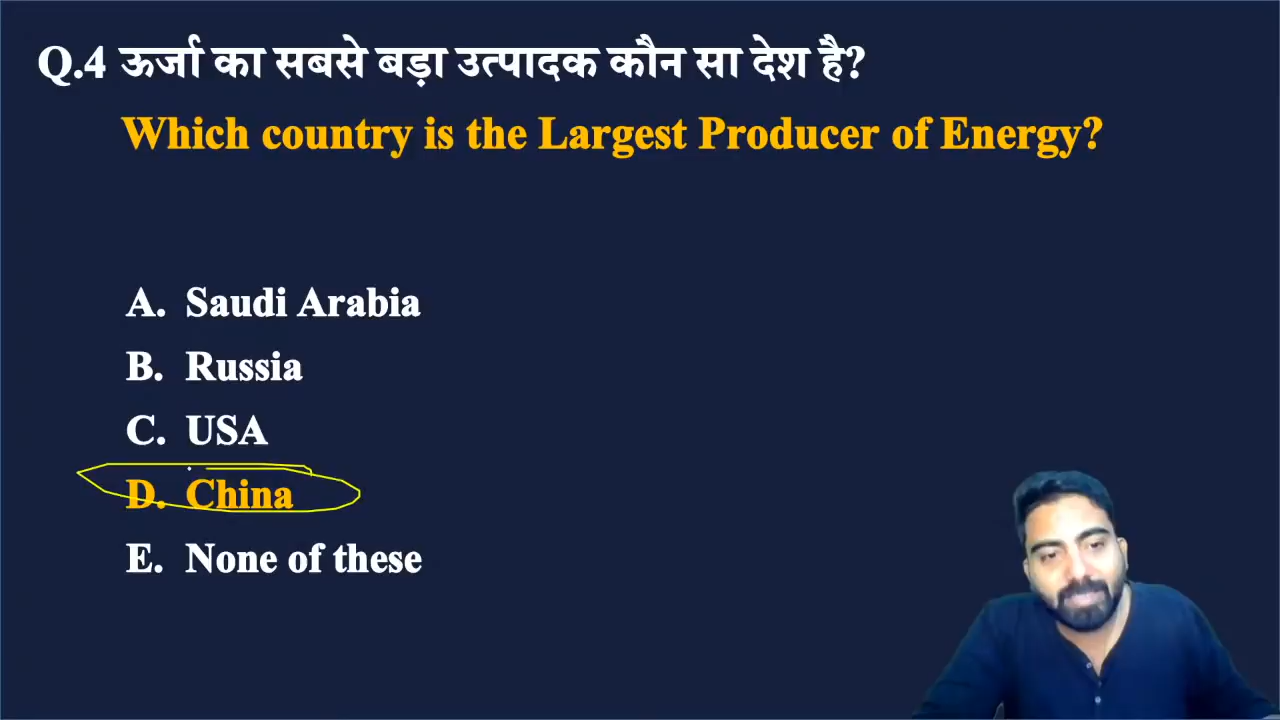 Q.4 ऊर्जा का सबसे बड़ा उत्पादक कौन सा देश है?
Which country is the Largest Producer of Energy?
A. Saudi Arabia
B. Russia
C. USA
D. China
E. None of these